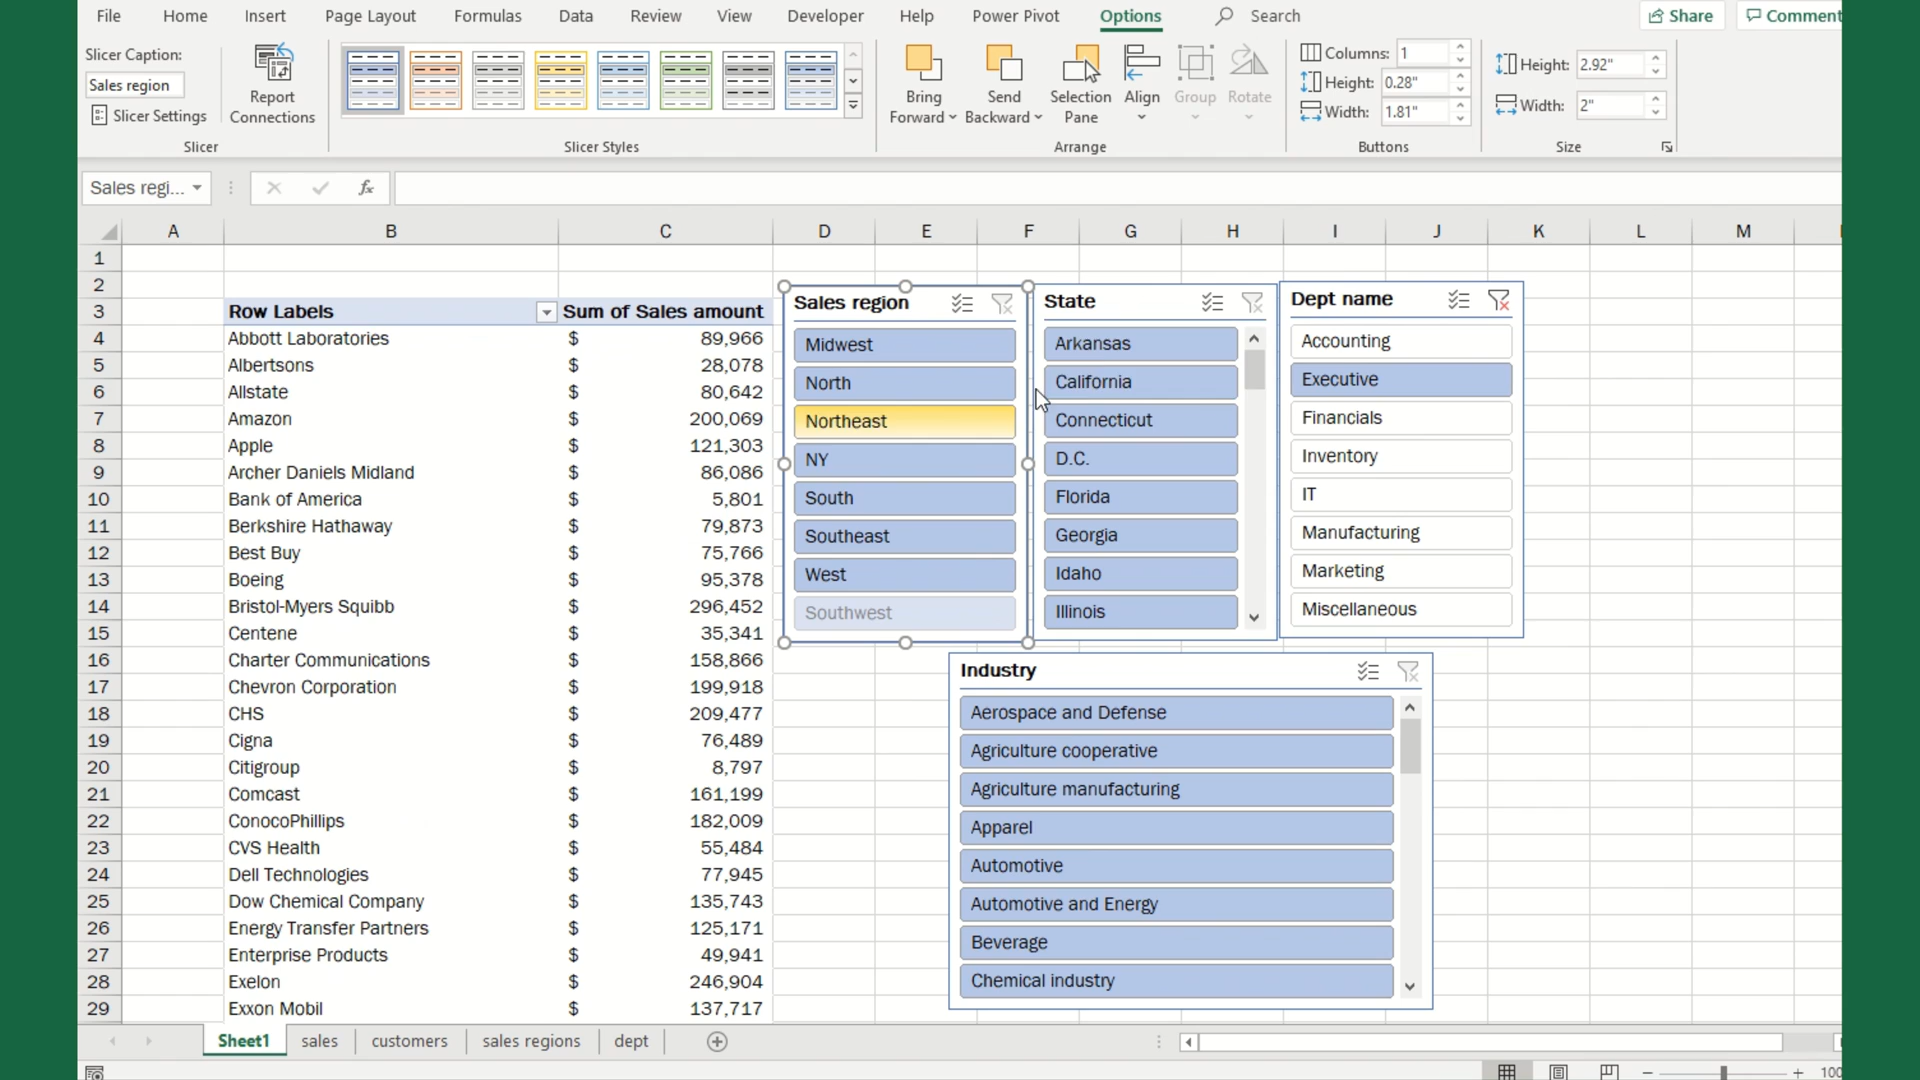 File Home Insert Page Layout Formulas Data Review View Developer Help Power Pivot Options Search Share Comment
Slicer Caption:
Sales region
Slicer Settings
Report Connections
Slicer
Slicer Styles
Bring Forward
Send Backward
Selection Pane
Align
Group
Rotate
Arrange
Columns: 1
Height: 0.28"
Width: 1.81"
Buttons
Height: 2.92"
Width: 2"
Size
Sales regi... fx
A B C D E F G H I J K L M
1
2
3 Row Labels Sum of Sales amount
4 Abbott Laboratories $ 89,966
5 Albertsons $ 28,078
6 Allstate $ 80,642
7 Amazon $ 200,069
8 Apple $ 121,303
9 Archer Daniels Midland $ 86,086
10 Bank of America $ 5,801
11 Berkshire Hathaway $ 79,873
12 Best Buy $ 75,766
13 Boeing $ 95,378
14 Bristol-Myers Squibb $ 296,452
15 Centene $ 35,341
16 Charter Communications $ 158,866
17 Chevron Corporation $ 199,918
18 CHS $ 209,477
19 Cigna $ 76,489
20 Citigroup $ 8,797
21 Comcast $ 161,199
22 ConocoPhillips $ 182,009
23 CVS Health $ 55,484
24 Dell Technologies $ 77,945
25 Dow Chemical Company $ 135,743
26 Energy Transfer Partners $ 125,171
27 Enterprise Products $ 49,941
28 Exelon $ 246,904
29 Exxon Mobil $ 137,717
Sales region
Midwest
North
Northeast
NY
South
Southeast
West
Southwest
State
Arkansas
California
Connecticut
D.C.
Florida
Georgia
Idaho
Illinois
Dept name
Accounting
Executive
Financials
Inventory
IT
Manufacturing
Marketing
Miscellaneous
Industry
Aerospace and Defense
Agriculture cooperative
Agriculture manufacturing
Apparel
Automotive
Automotive and Energy
Beverage
Chemical industry
Sheet1 sales customers sales regions dept
100